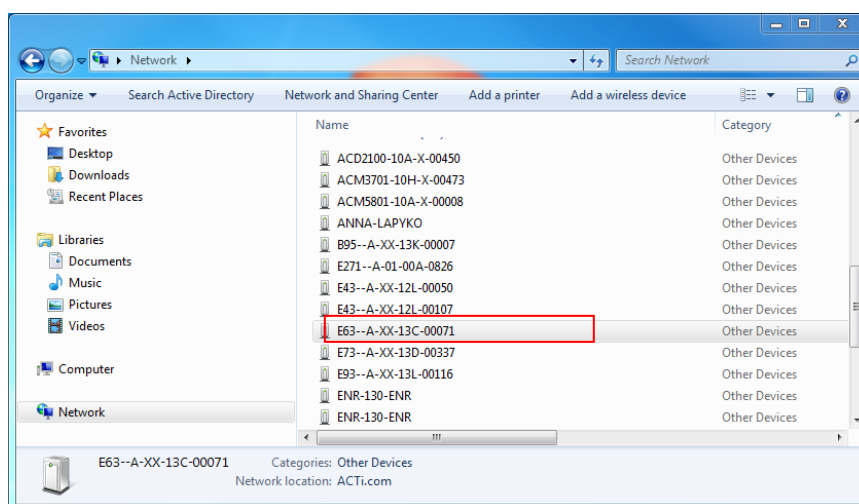 Network
Search Network
Organize
Search Active Directory
Network and Sharing Center
Add a printer
Add a wireless device
Favorites
Desktop
Downloads
Recent Places
Libraries
Documents
Music
Pictures
Videos
Computer
Network
Name
Category
ACD2100-10A-X-00450 Other Devices
ACM3701-10H-X-00473 Other Devices
ACM5801-10A-X-00008 Other Devices
ANNA-LAPYKO Other Devices
B95--A-XX-13K-00007 Other Devices
E271--A-01-00A-0826 Other Devices
E43--A-XX-12L-00050 Other Devices
E43--A-XX-12L-00107 Other Devices
E63--A-XX-13C-00071 Other Devices
E73--A-XX-13D-00337 Other Devices
E93--A-XX-13L-00116 Other Devices
ENR-130-ENR Other Devices
ENR-130-ENR Other Devices
E63--A-XX-13C-00071 Categories: Other Devices
Network location: ACTi.com